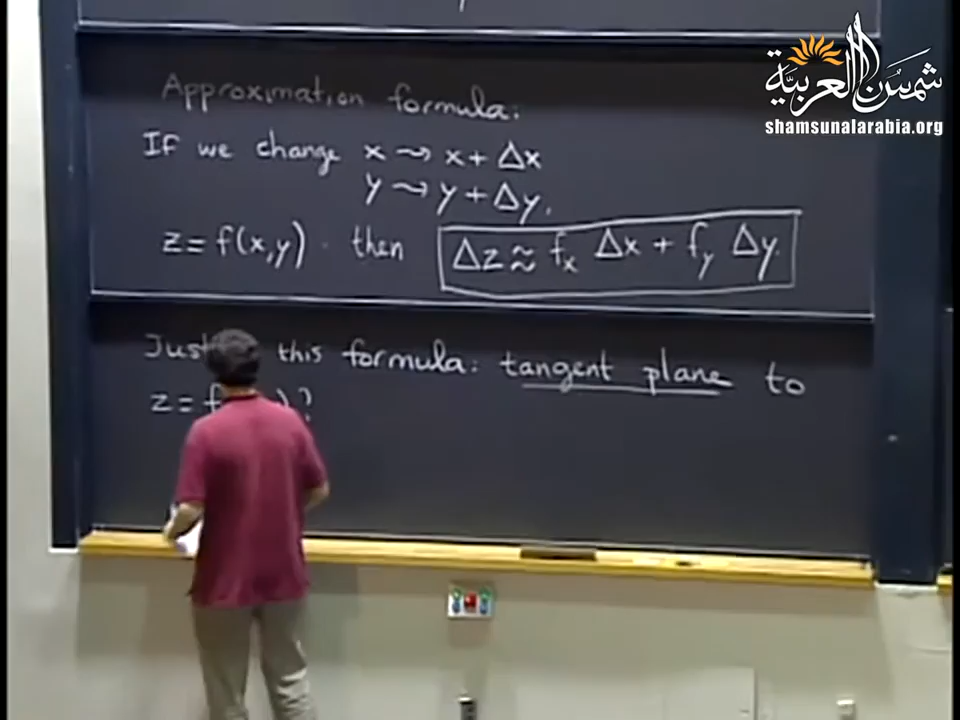 شمس العربية
shamsunalarabia.org
Approximation formula:
If we change x ⇝ x + Δx
y ⇝ y + Δy.
z = f(x,y) then Δz ≈ fₓ Δx + f_y Δy.
this formula: tangent plane to
z = f ) ?